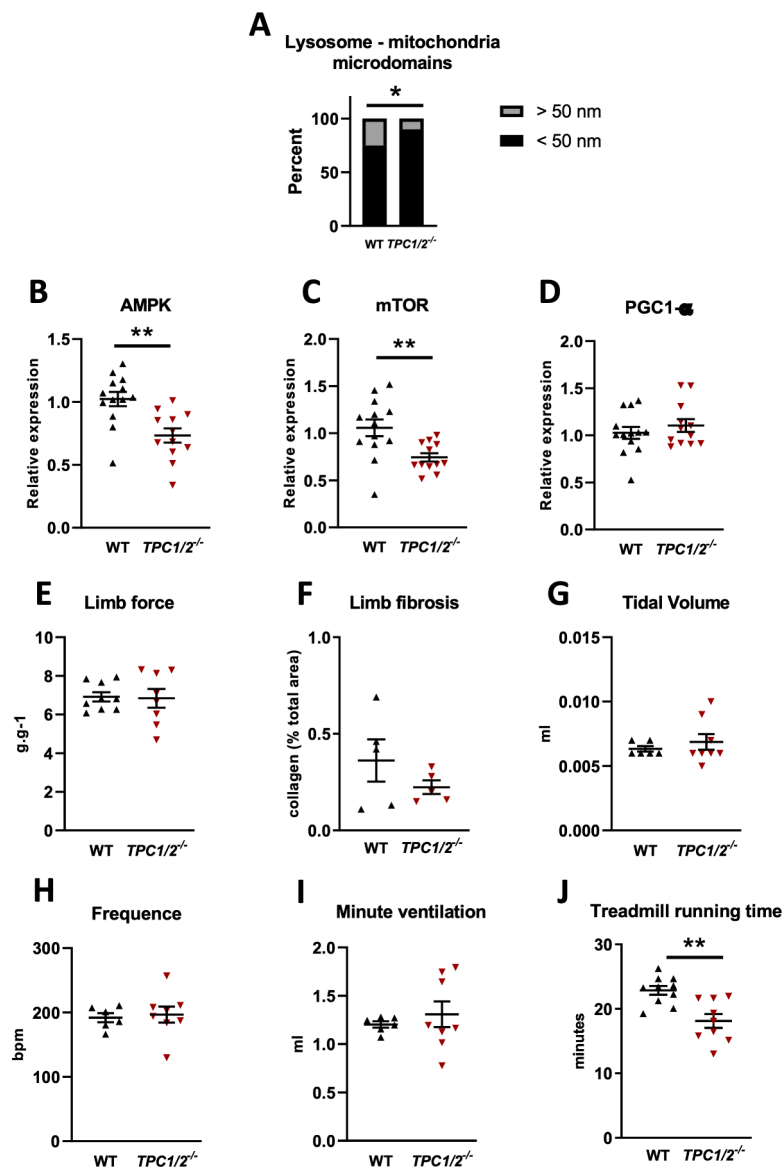 A
Lysosome - mitochondria
microdomains
*
100
50
0
Percent
WT TPC1/2-/-
> 50 nm
< 50 nm
B
AMPK
**
1.5
1.0
0.5
0.0
Relative expression
WT TPC1/2-/-
C
mTOR
**
2.0
1.5
1.0
0.5
0.0
Relative expression
WT TPC1/2-/-
D
PGC1-α
2.0
1.5
1.0
0.5
0.0
Relative expression
WT TPC1/2-/-
E
Limb force
10
8
6
4
2
0
g.g-1
WT TPC1/2-/-
F
Limb fibrosis
1.0
0.5
0.0
collagen (% total area)
WT TPC1/2-/-
G
Tidal Volume
0.015
0.010
0.005
0.000
ml
WT TPC1/2-/-
H
Frequence
300
200
100
0
bpm
WT TPC1/2-/-
I
Minute ventilation
2.0
1.5
1.0
0.5
0.0
ml
WT TPC1/2-/-
J
Treadmill running time
**
30
20
10
0
minutes
WT TPC1/2-/-